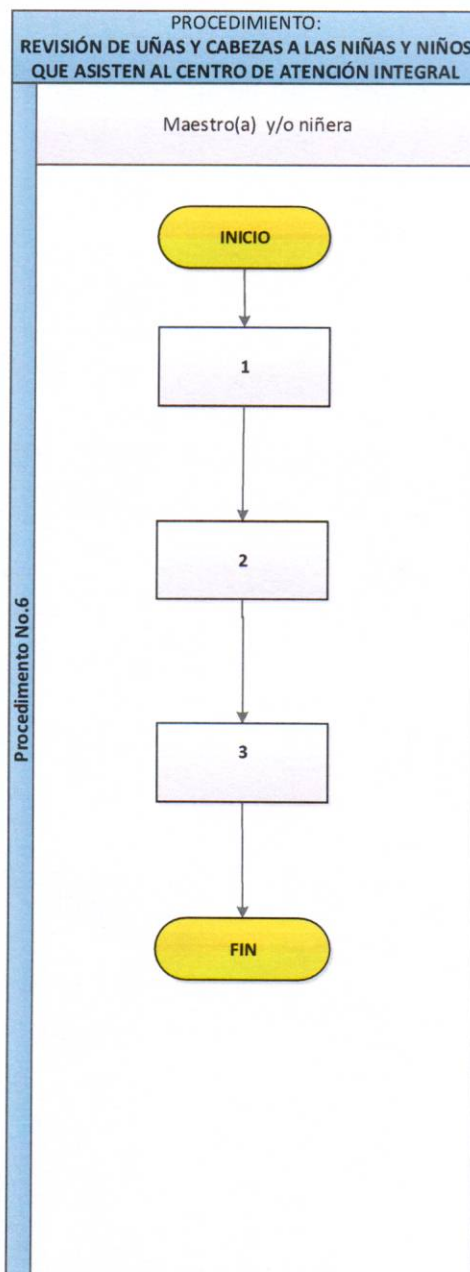 PROCEDIMIENTO:
REVISIÓN DE UÑAS Y CABEZAS A LAS NIÑAS Y NIÑOS
QUE ASISTEN AL CENTRO DE ATENCIÓN INTEGRAL
Maestro(a) y/o niñera
Procedimento No.6
INICIO
1
2
3
FIN